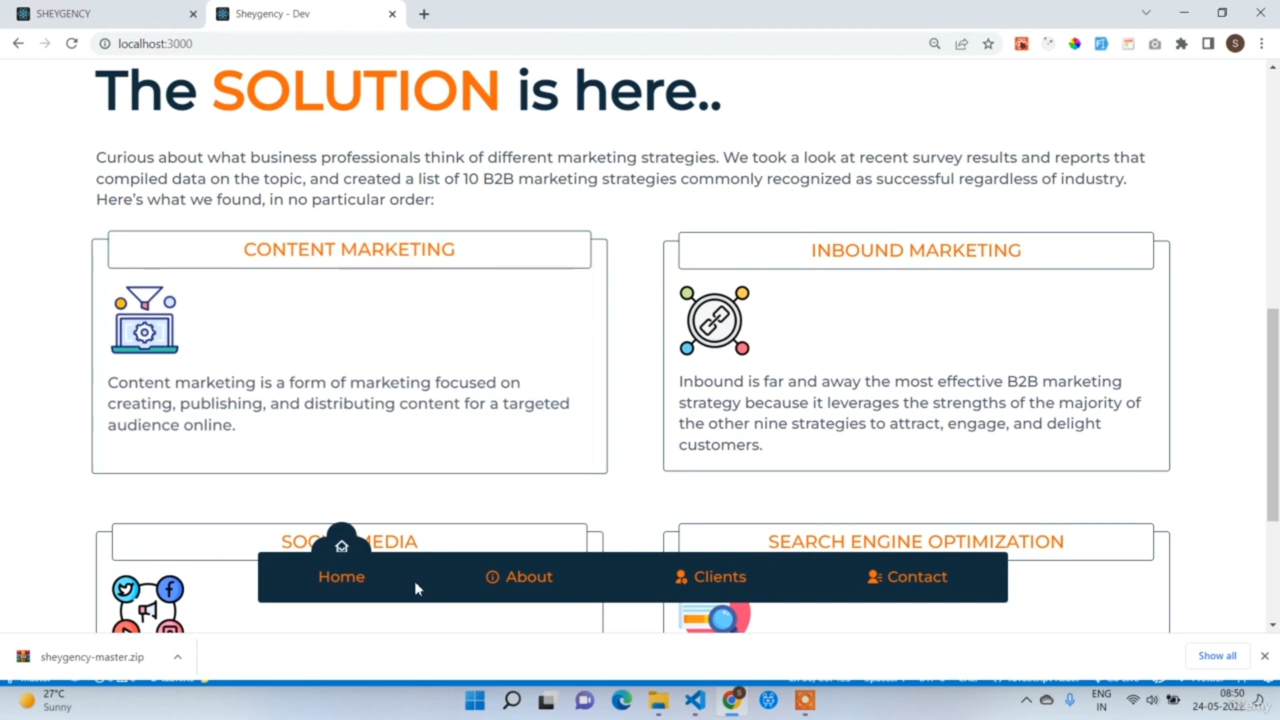 SHEYGENCY
Sheygency - Dev
localhost:3000
S
The SOLUTION is here..
Curious about what business professionals think of different marketing strategies. We took a look at recent survey results and reports that
compiled data on the topic, and created a list of 10 B2B marketing strategies commonly recognized as successful regardless of industry.
Here's what we found, in no particular order:
CONTENT MARKETING
INBOUND MARKETING
Content marketing is a form of marketing focused on
creating, publishing, and distributing content for a targeted
audience online.
Inbound is far and away the most effective B2B marketing
strategy because it leverages the strengths of the majority of
the other nine strategies to attract, engage, and delight
customers.
SEARCH ENGINE OPTIMIZATION
Home
About
Clients
Contact
sheygency-master.zip
Show all
27°C
Sunny
ENG
IN
08:50
24-05-2022